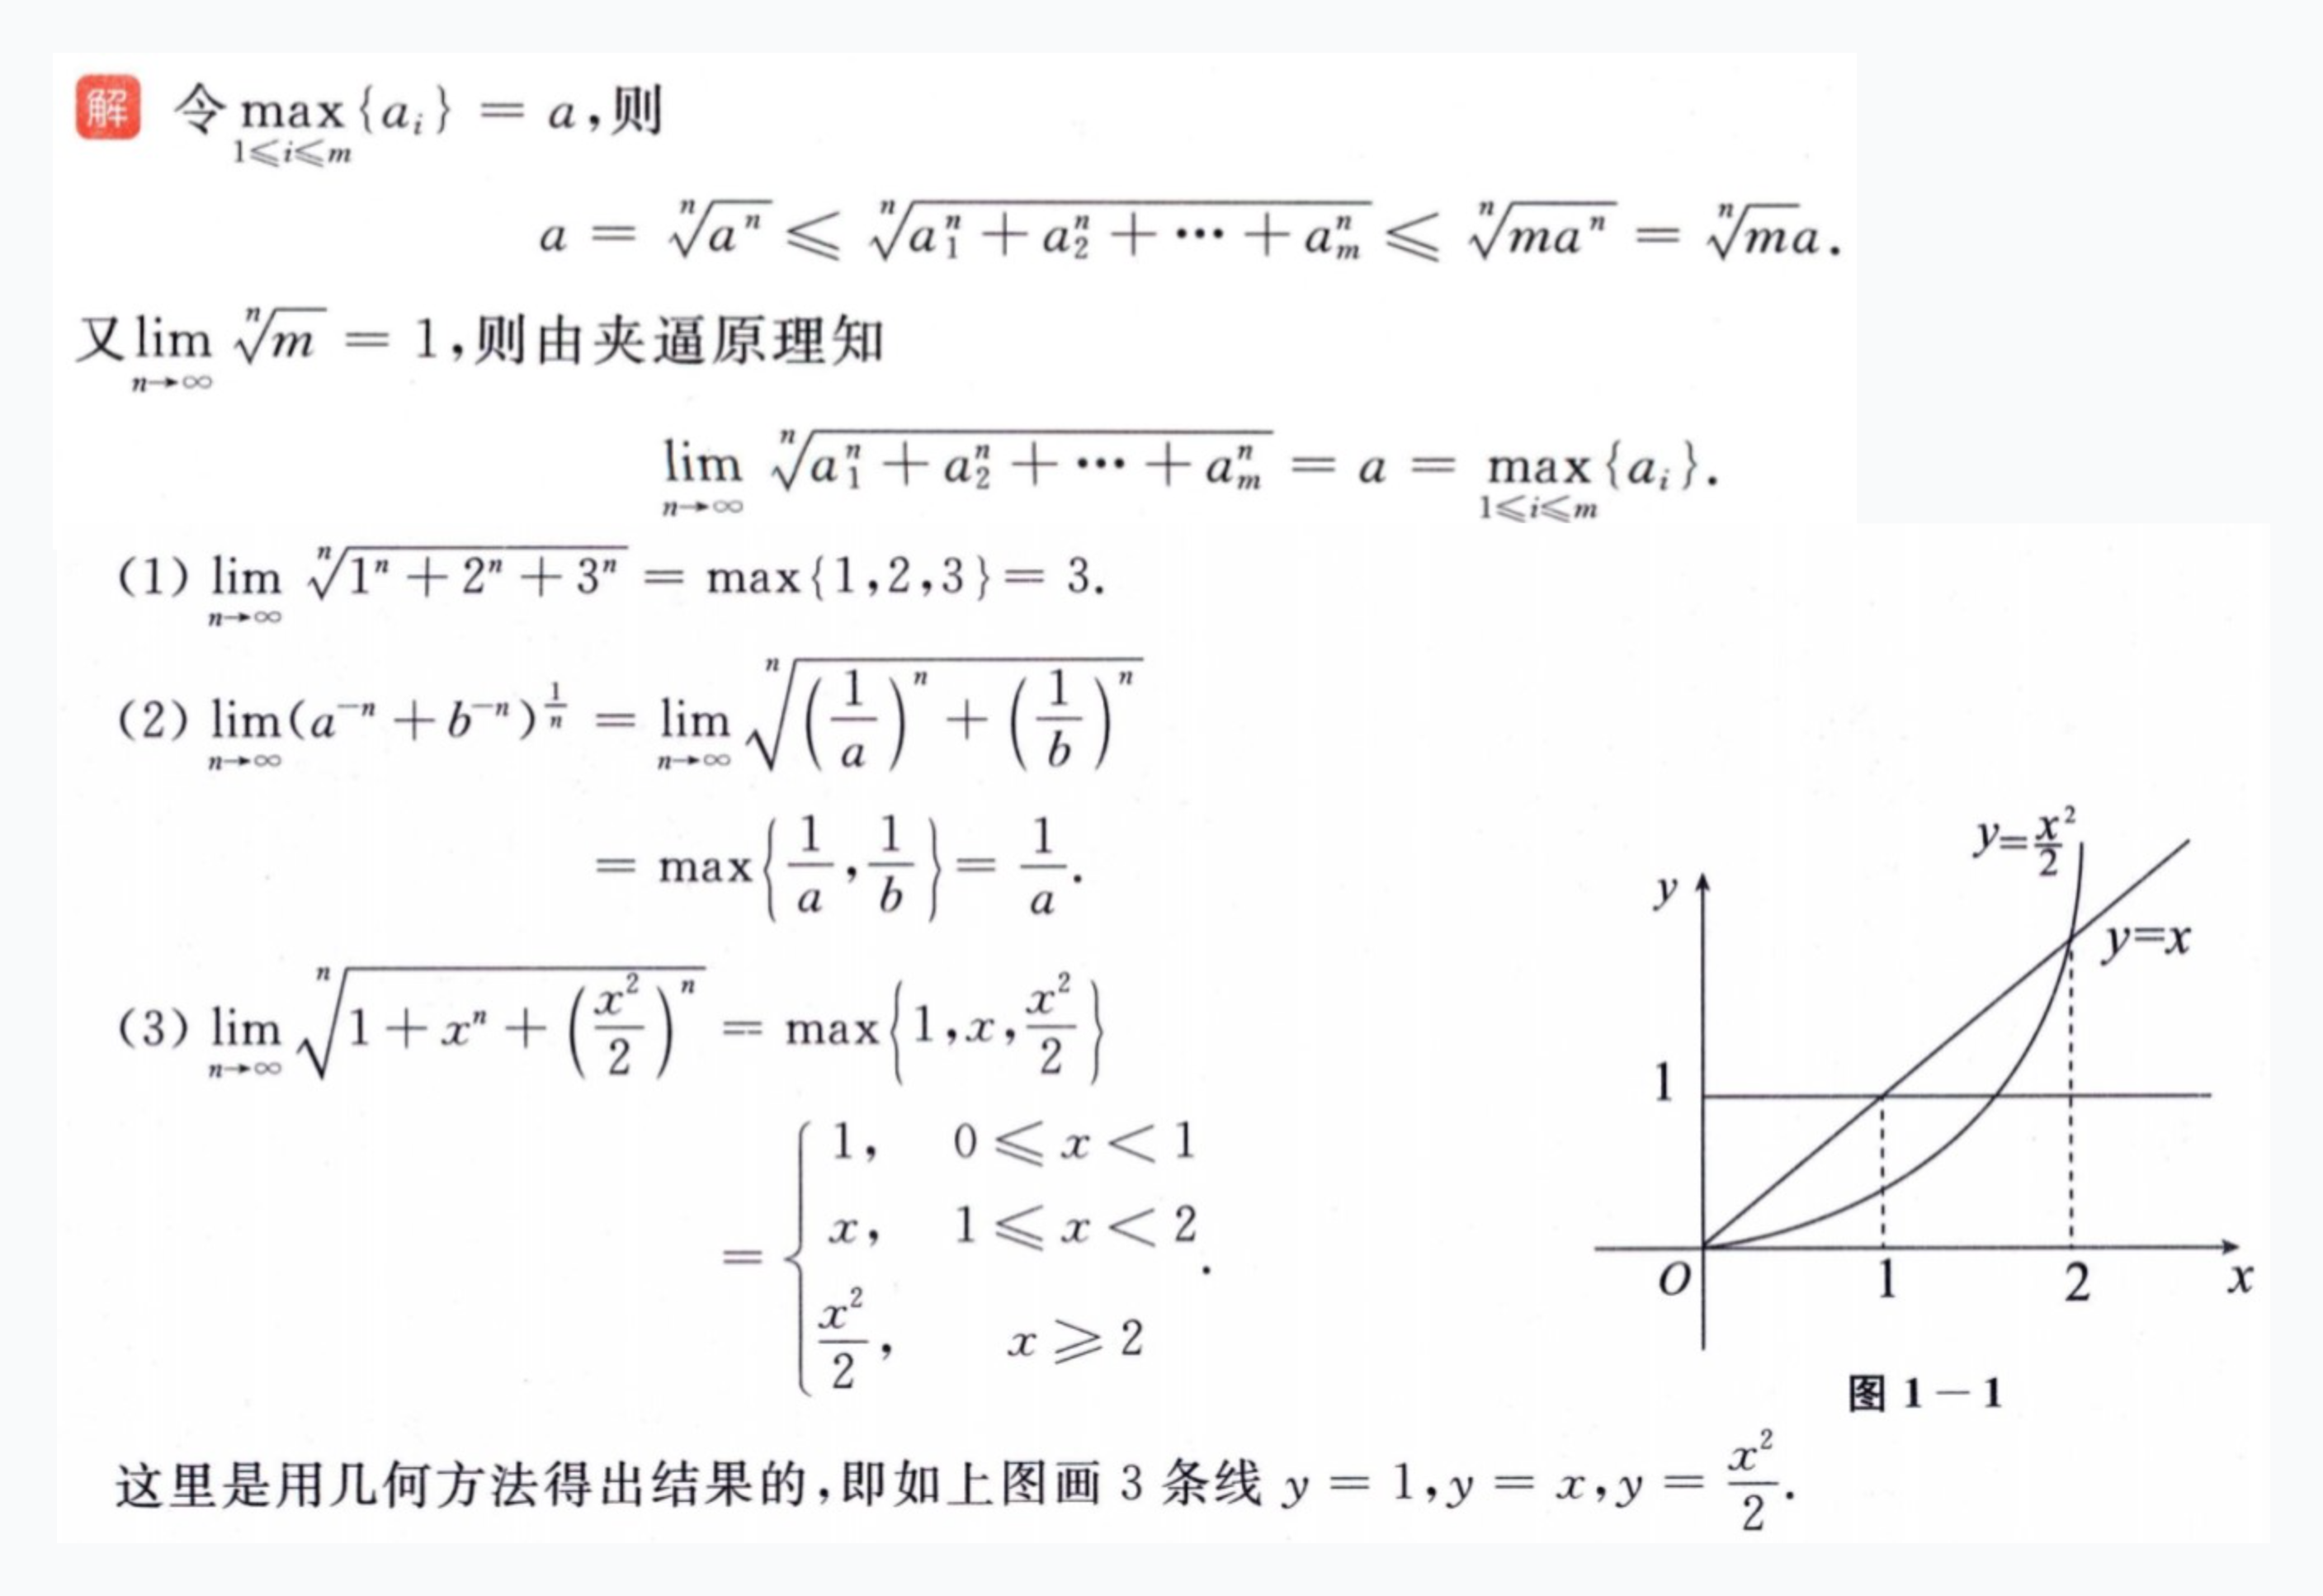 解 令 $\max\limits_{1\leqslant i\leqslant m}\{a_i\} = a$,则
$a = \sqrt[n]{a^n} \leqslant \sqrt[n]{a_1^n + a_2^n + \cdots + a_m^n} \leqslant \sqrt[n]{ma^n} = \sqrt[n]{m}a.$
又 $\lim\limits_{n\to\infty} \sqrt[n]{m} = 1$,则由夹逼原理知
$\lim\limits_{n\to\infty} \sqrt[n]{a_1^n + a_2^n + \cdots + a_m^n} = a = \max\limits_{1\leqslant i\leqslant m}\{a_i\}.$
(1) $\lim\limits_{n\to\infty} \sqrt[n]{1^n + 2^n + 3^n} = \max\{1,2,3\} = 3.$
(2) $\lim\limits_{n\to\infty} (a^{-n} + b^{-n})^{\frac{1}{n}} = \lim\limits_{n\to\infty} \sqrt[n]{\left(\frac{1}{a}\right)^n + \left(\frac{1}{b}\right)^n}$
$= \max\left\{\frac{1}{a},\frac{1}{b}\right\} = \frac{1}{a}.$
(3) $\lim\limits_{n\to\infty} \sqrt[n]{1 + x^n + \left(\frac{x^2}{2}\right)^n} = \max\left\{1,x,\frac{x^2}{2}\right\}$
$= \begin{cases} 1, & 0 \leqslant x < 1 \\ x, & 1 \leqslant x < 2 \\ \frac{x^2}{2}, & x \geqslant 2 \end{cases}.$
$y=\frac{x^2}{2}$
y
y=x
1
O 1 2 x
图 1－1
这里是用几何方法得出结果的,即如上图画 3 条线 $y = 1, y = x, y = \frac{x^2}{2}.$